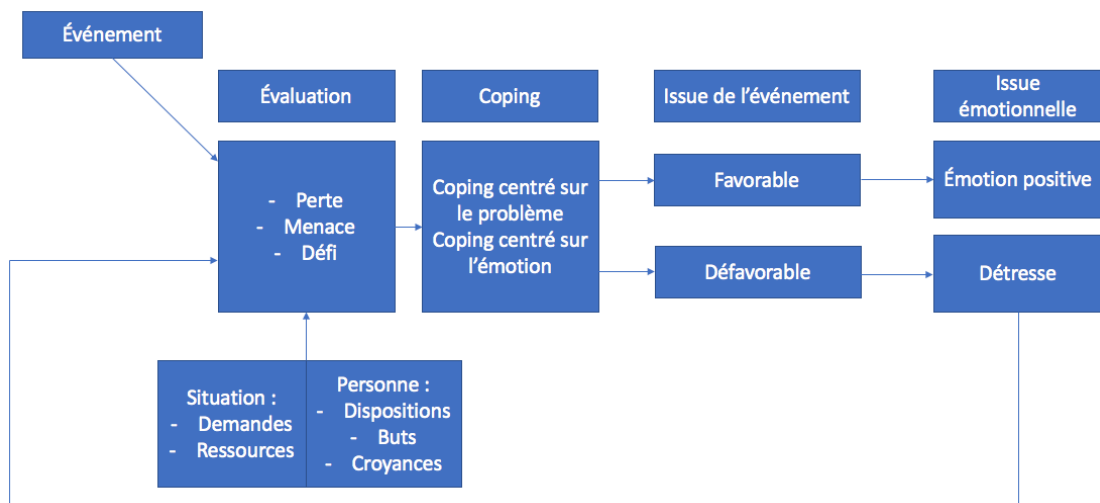 Événement
Évaluation
Coping
Issue de l'événement
Issue
émotionnelle
- Perte
- Menace
- Défi
Coping centré sur
le problème
Coping centré sur
l'émotion
Favorable
Émotion positive
Défavorable
Détresse
Situation :
- Demandes
- Ressources
Personne :
- Dispositions
- Buts
- Croyances